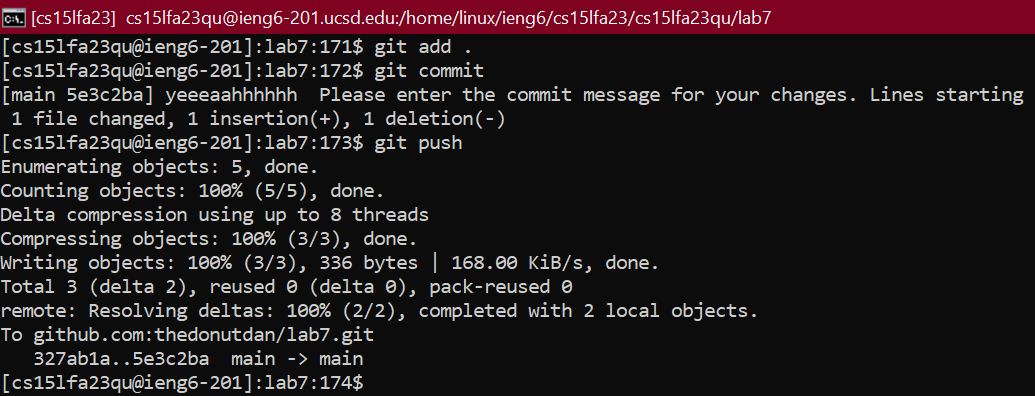 [cs15lfa23] cs15lfa23qu@ieng6-201.ucsd.edu:/home/linux/ieng6/cs15lfa23/cs15lfa23qu/lab7
[cs15lfa23qu@ieng6-201]:lab7:171$ git add .
[cs15lfa23qu@ieng6-201]:lab7:172$ git commit
[main 5e3c2ba] yeeeaahhhhhh  Please enter the commit message for your changes. Lines starting
 1 file changed, 1 insertion(+), 1 deletion(-)
[cs15lfa23qu@ieng6-201]:lab7:173$ git push
Enumerating objects: 5, done.
Counting objects: 100% (5/5), done.
Delta compression using up to 8 threads
Compressing objects: 100% (3/3), done.
Writing objects: 100% (3/3), 336 bytes | 168.00 KiB/s, done.
Total 3 (delta 2), reused 0 (delta 0), pack-reused 0
remote: Resolving deltas: 100% (2/2), completed with 2 local objects.
To github.com:thedonutdan/lab7.git
   327ab1a..5e3c2ba  main -> main
[cs15lfa23qu@ieng6-201]:lab7:174$